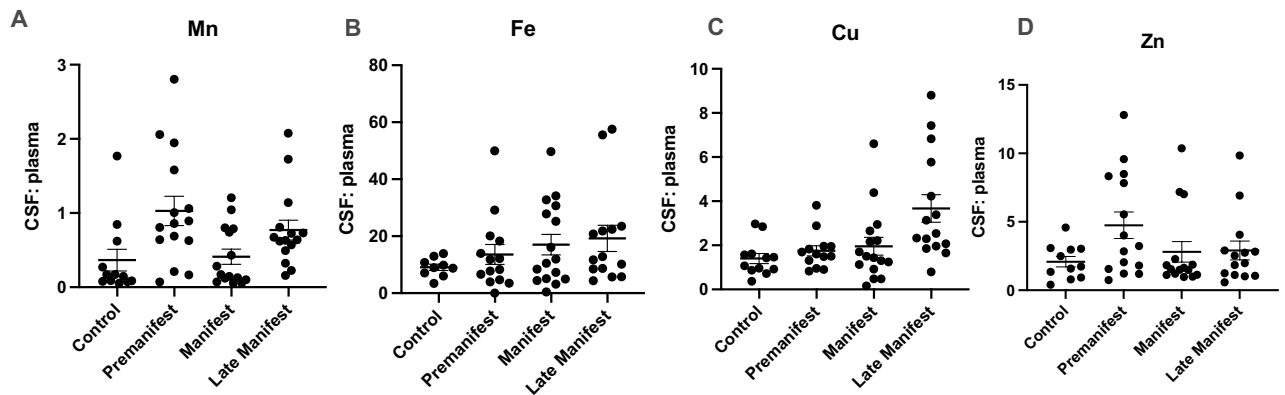 A
Mn
CSF: plasma
3
2
1
0
Control
Premanifest
Manifest
Late Manifest
B
Fe
CSF: plasma
80
60
40
20
0
Control
Premanifest
Manifest
Late Manifest
C
Cu
CSF: plasma
10
8
6
4
2
0
Control
Premanifest
Manifest
Late Manifest
D
Zn
CSF: plasma
15
10
5
0
Control
Premanifest
Manifest
Late Manifest